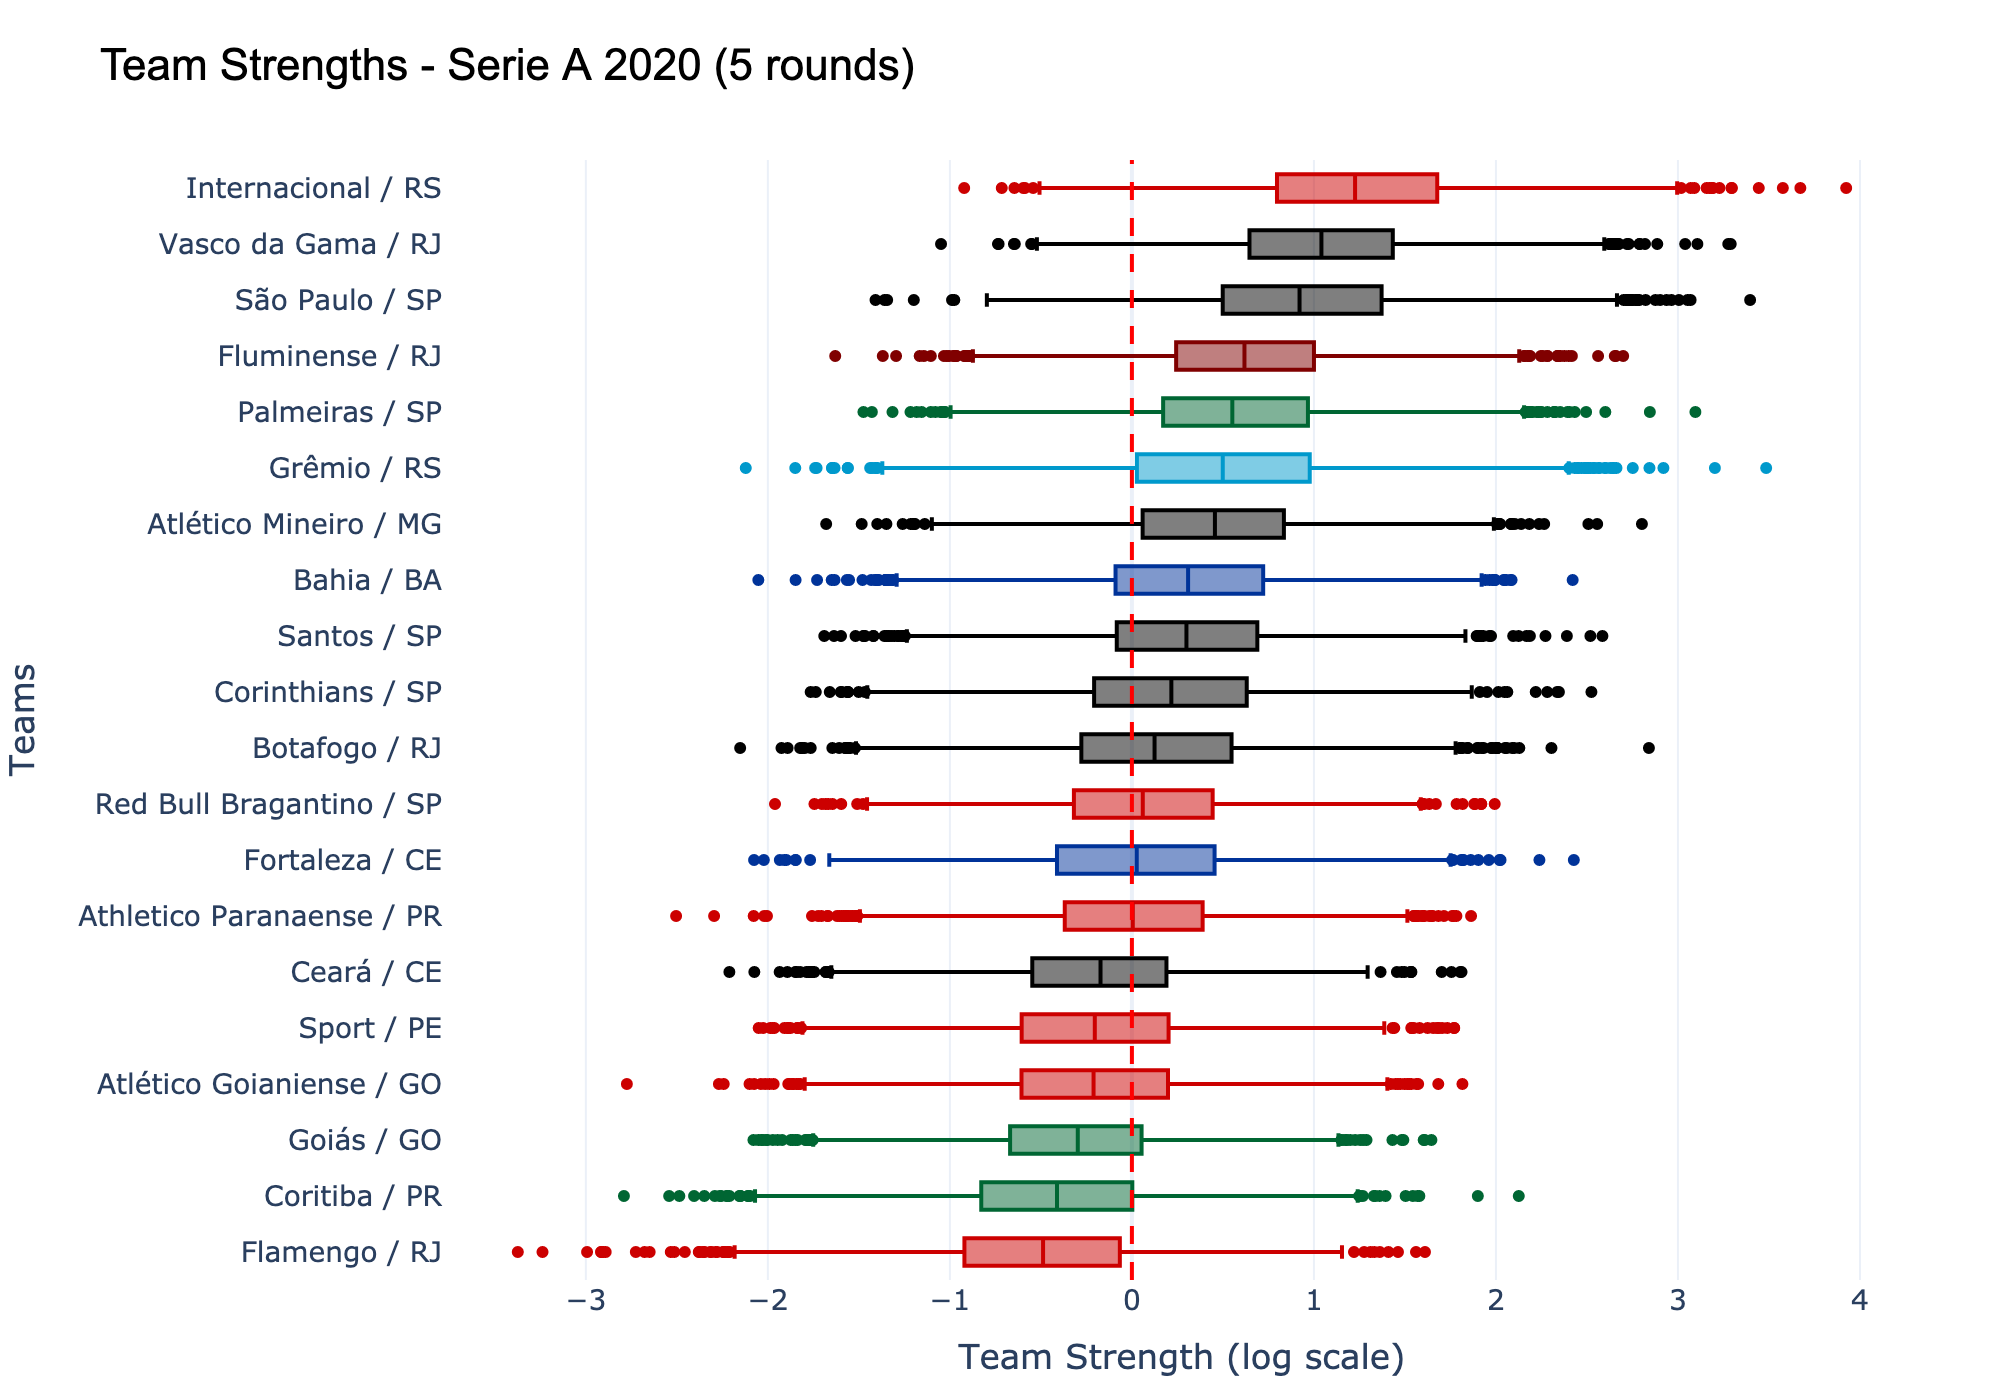 Team Strengths - Serie A 2020 (5 rounds)
Internacional / RS
Vasco da Gama / RJ
São Paulo / SP
Fluminense / RJ
Palmeiras / SP
Grêmio / RS
Atlético Mineiro / MG
Bahia / BA
Santos / SP
Corinthians / SP
Botafogo / RJ
Red Bull Bragantino / SP
Fortaleza / CE
Athletico Paranaense / PR
Ceará / CE
Sport / PE
Atlético Goianiense / GO
Goiás / GO
Coritiba / PR
Flamengo / RJ
Teams
−3 −2 −1 0 1 2 3 4
Team Strength (log scale)